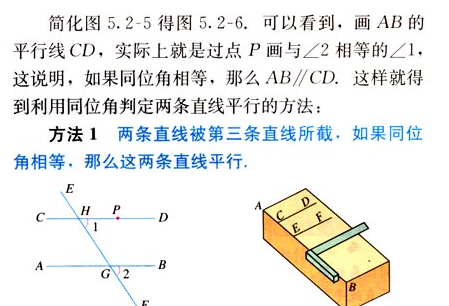 简化图 5.2-5 得图 5.2-6. 可以看到，画 AB 的
平行线 CD，实际上就是过点 P 画与∠2 相等的∠1，
这说明，如果同位角相等，那么 AB∥CD. 这样就得
到利用同位角判定两条直线平行的方法：
方法 1 两条直线被第三条直线所截，如果同位
角相等，那么这两条直线平行.
E
C H P D
1
A B
G 2
F
A
C D
E F
B